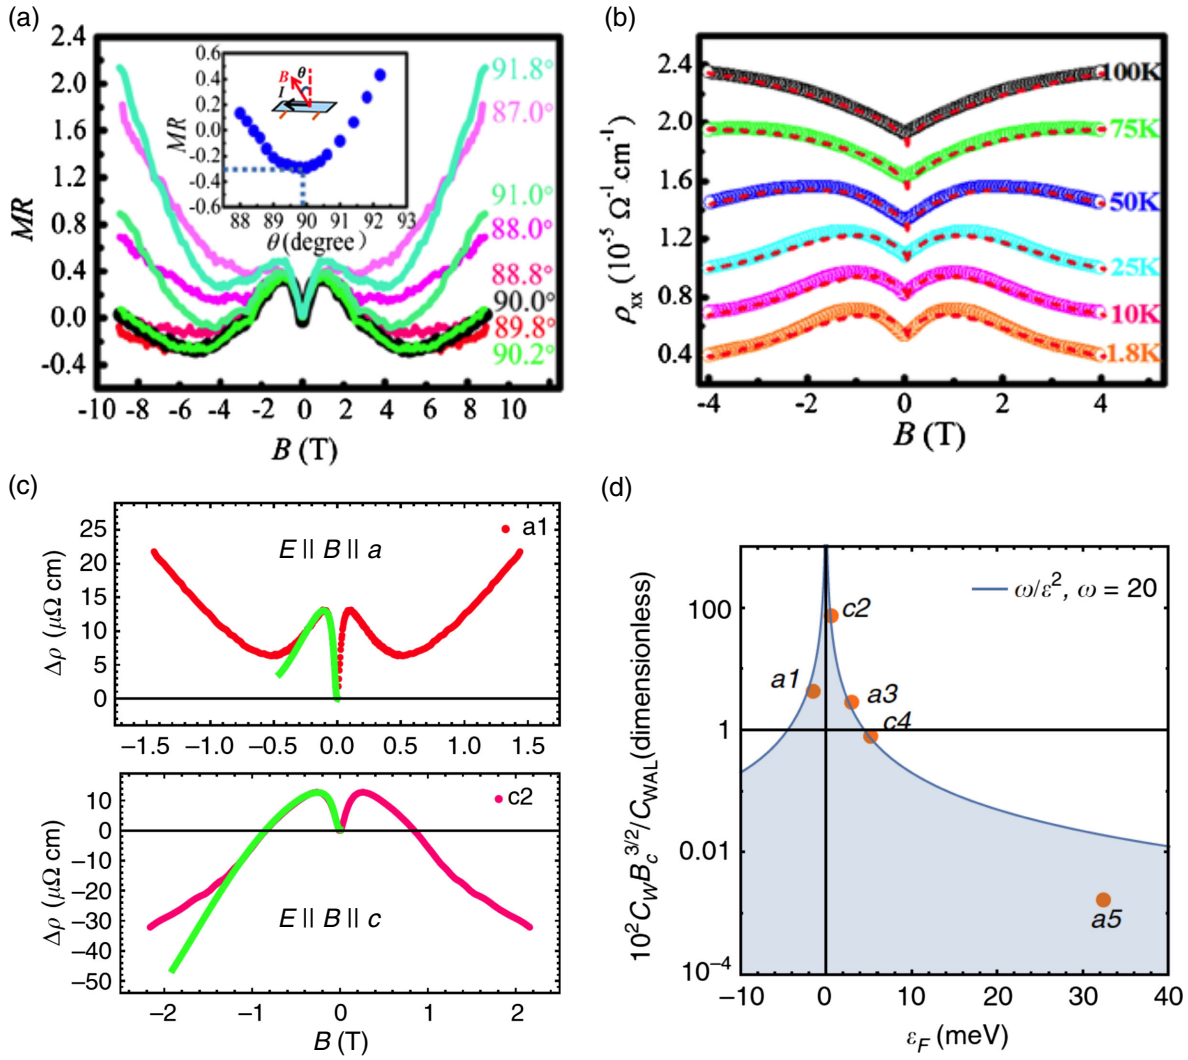 (a)
2.4
2.0
1.6
1.2
0.8
0.4
0.0
-0.4
MR
-10 -8 -6 -4 -2 0 2 4 6 8 10
B (T)
91.8°
87.0°
91.0°
88.0°
88.8°
90.0°
89.8°
90.2°
0.6
0.4
0.2
0.0
-0.2
-0.4
-0.6
MR
B
θ
I
88 89 90 91 92 93
θ (degree)
(b)
2.4
2.0
1.6
1.2
0.8
0.4
ρxx (10⁻⁵ Ω⁻¹ cm⁻¹)
100K
75K
50K
25K
10K
1.8K
-4 -2 0 2 4
B (T)
(c)
25
20
15
10
5
0
Δρ (μΩ cm)
E || B || a
a1
−1.5 −1.0 −0.5 0.0 0.5 1.0 1.5
10
0
−10
−20
−30
−40
−50
Δρ (μΩ cm)
c2
E || B || c
−2 −1 0 1 2
B (T)
(d)
10²CWBc³ᐟ²/CWAL(dimensionless)
100
1
0.01
10⁻⁴
ω/ε², ω = 20
c2
a1
a3
c4
a5
−10 0 10 20 30 40
εF (meV)